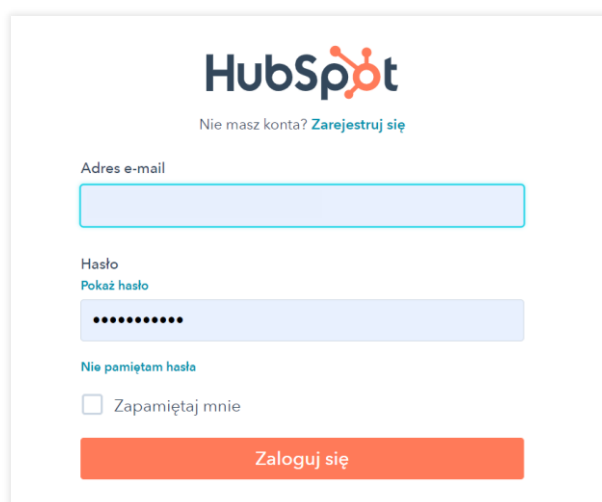 HubSpot
Nie masz konta? Zarejestruj się
Adres e-mail
Hasło
Pokaż hasło
•••••••••••
Nie pamiętam hasła
Zapamiętaj mnie
Zaloguj się